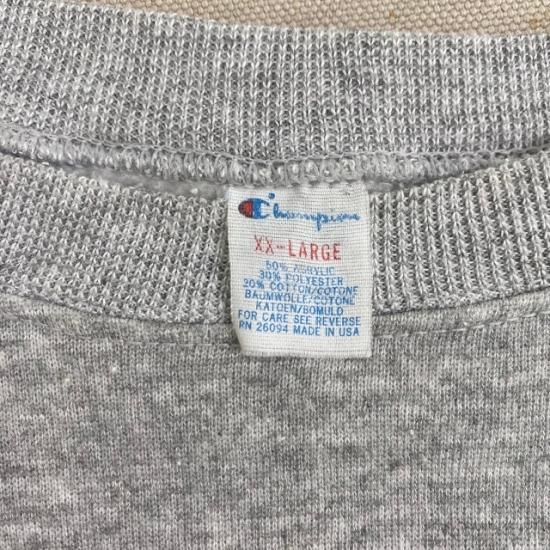 Champion
XX-LARGE
50% ACRYLIC
30% POLYESTER
20% COTTON/COTONE
BAUMWOLLE/COTONE
KATOEN/BOMULD
FOR CARE SEE REVERSE
RN 26094 MADE IN USA